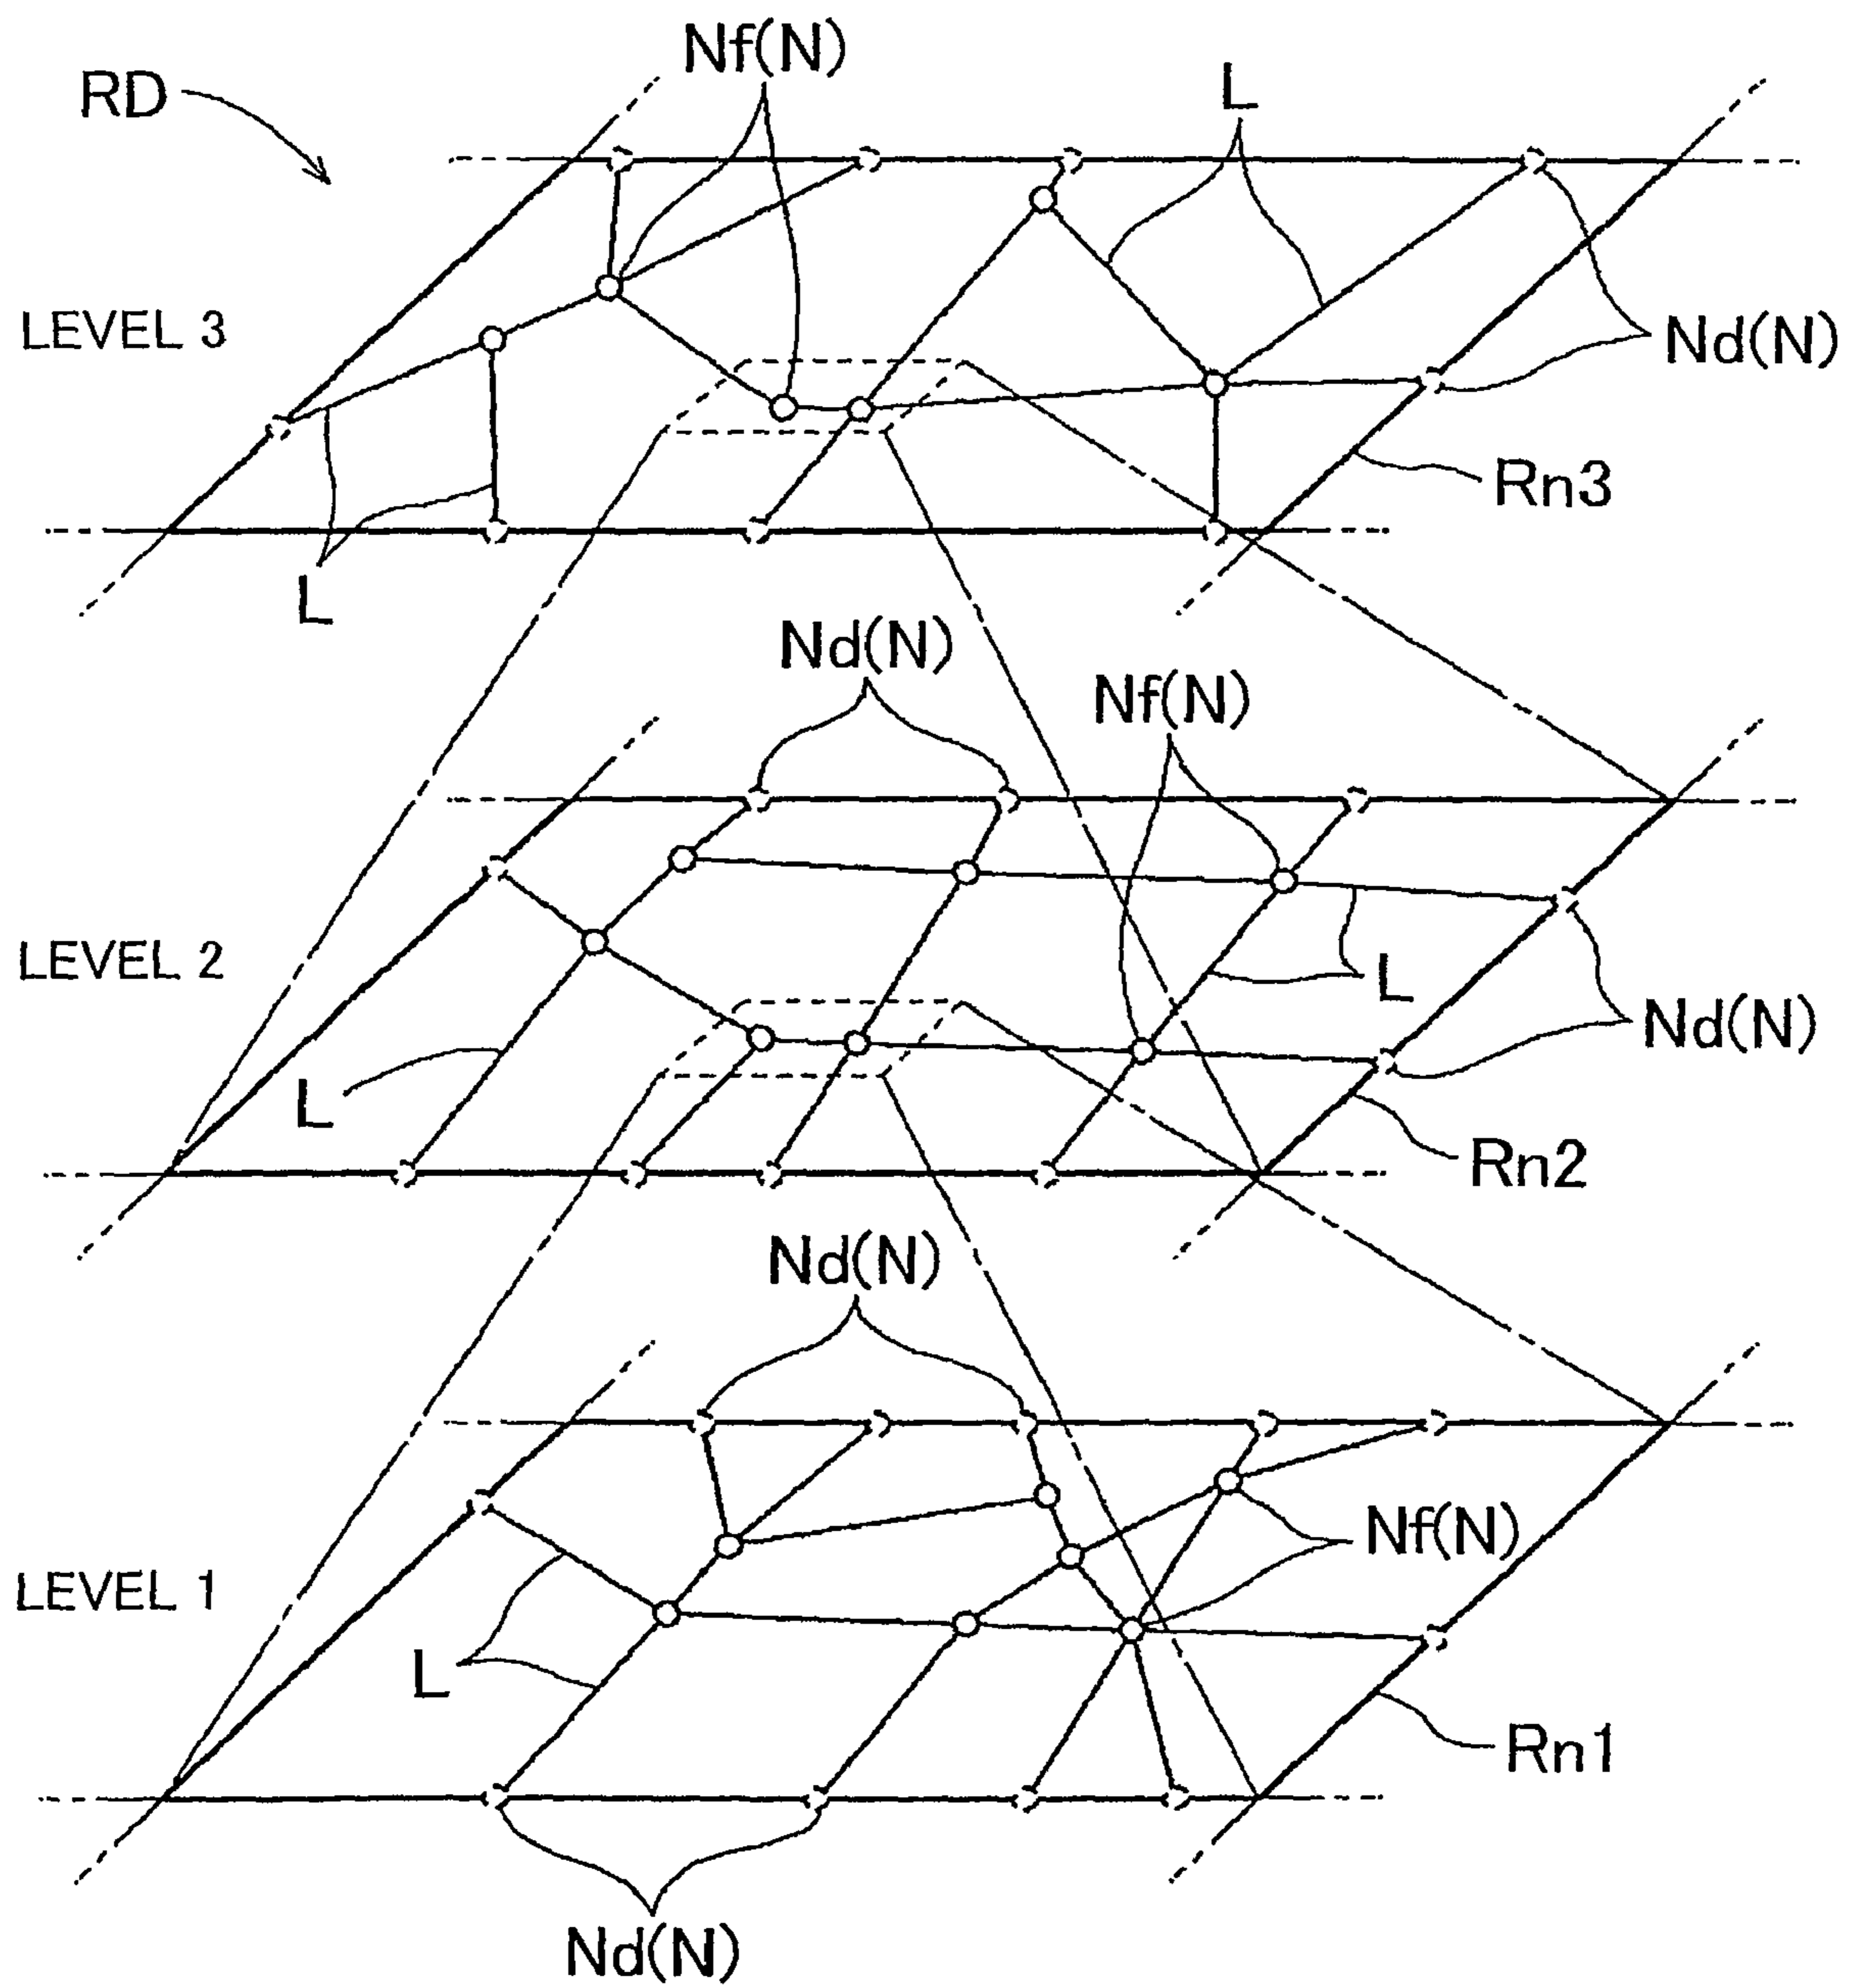 Nf(N)
RD
L
LEVEL 3
Nd(N)
Rn3
L
Nd(N)
Nf(N)
LEVEL 2
L
Nd(N)
L
Rn2
Nd(N)
Nf(N)
LEVEL 1
L
Rn1
Nd(N)